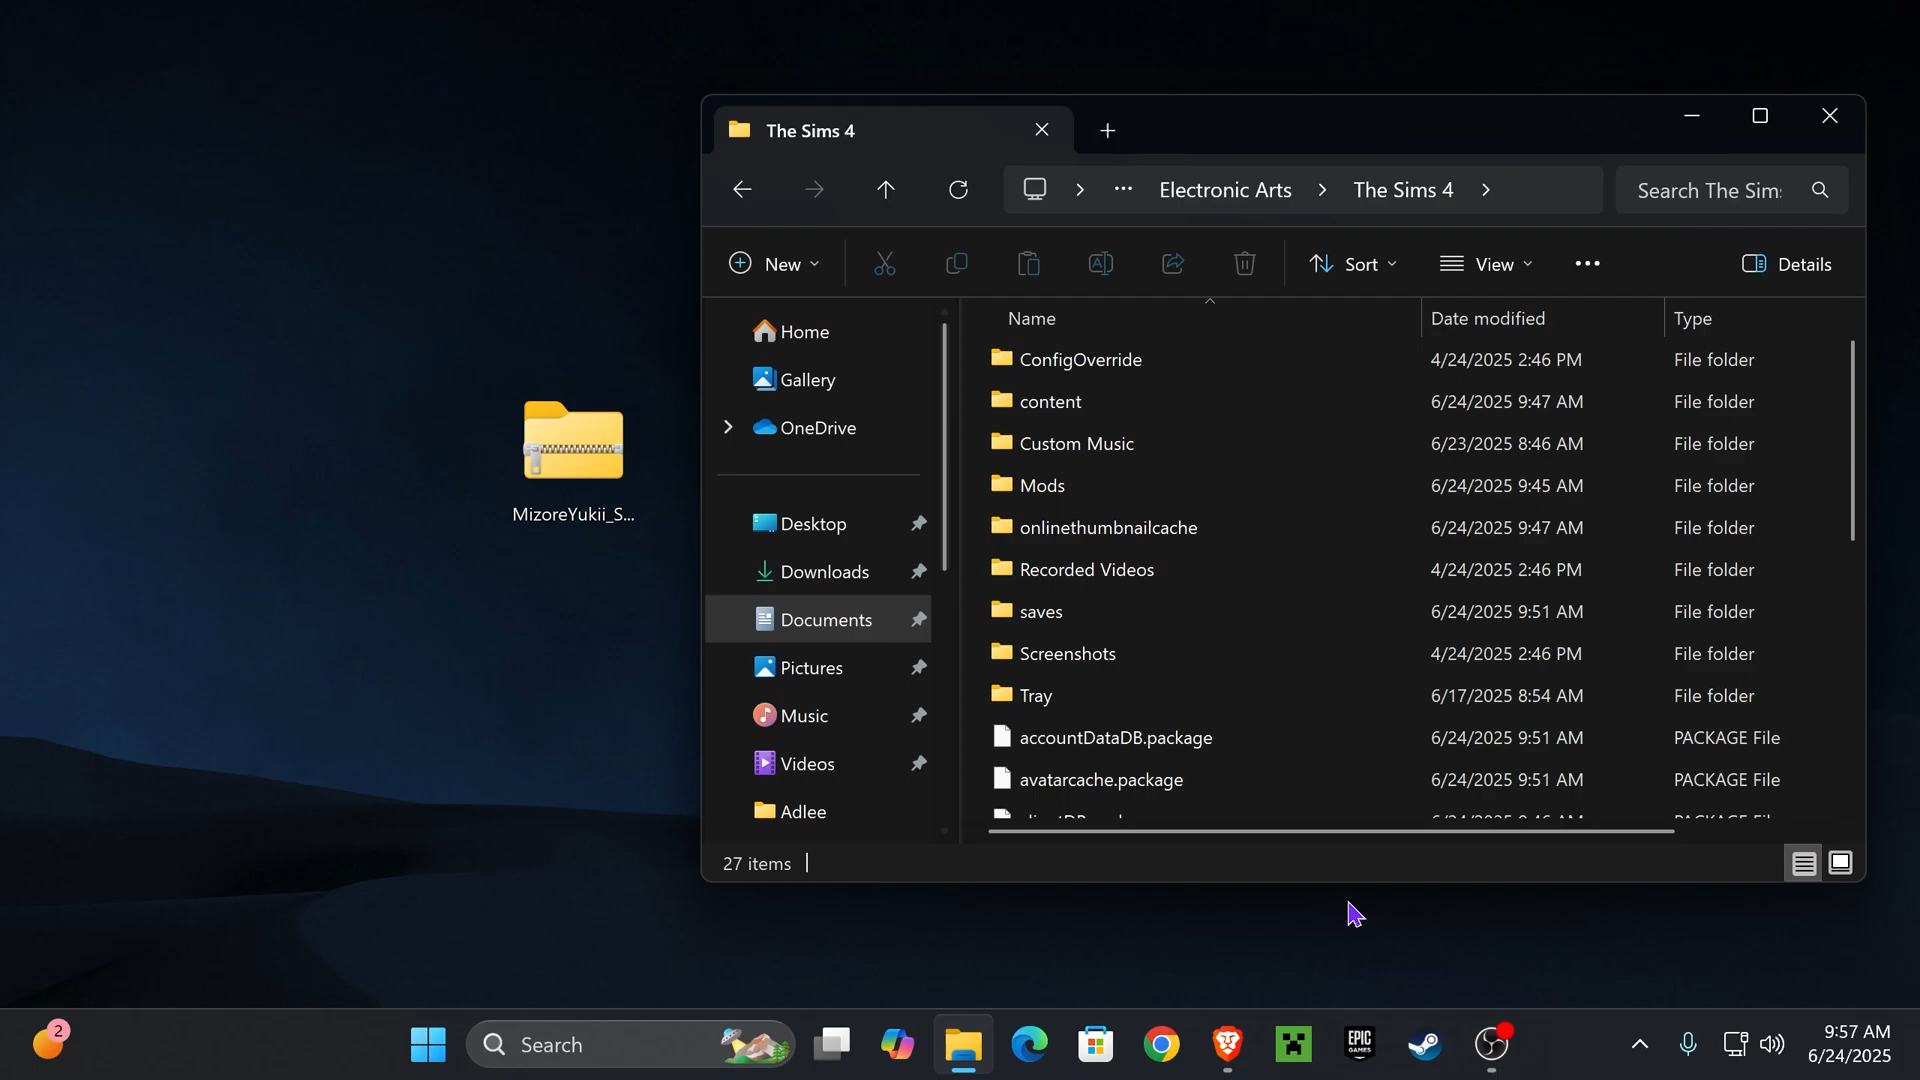 The Sims 4
Electronic Arts
The Sims 4
Search The Sim
New
Sort
View
Details
Name
Date modified
Type
Home
Gallery
OneDrive
Desktop
Downloads
Documents
Pictures
Music
Videos
Adlee
ConfigOverride 4/24/2025 2:46 PM File folder
content 6/24/2025 9:47 AM File folder
Custom Music 6/23/2025 8:46 AM File folder
Mods 6/24/2025 9:45 AM File folder
onlinethumbnailcache 6/24/2025 9:47 AM File folder
Recorded Videos 4/24/2025 2:46 PM File folder
saves 6/24/2025 9:51 AM File folder
Screenshots 4/24/2025 2:46 PM File folder
Tray 6/17/2025 8:54 AM File folder
accountDataDB.package 6/24/2025 9:51 AM PACKAGE File
avatarcache.package 6/24/2025 9:51 AM PACKAGE File
27 items
MizoreYukii_S...
2
Search
EPIC
GAMES
9:57 AM
6/24/2025